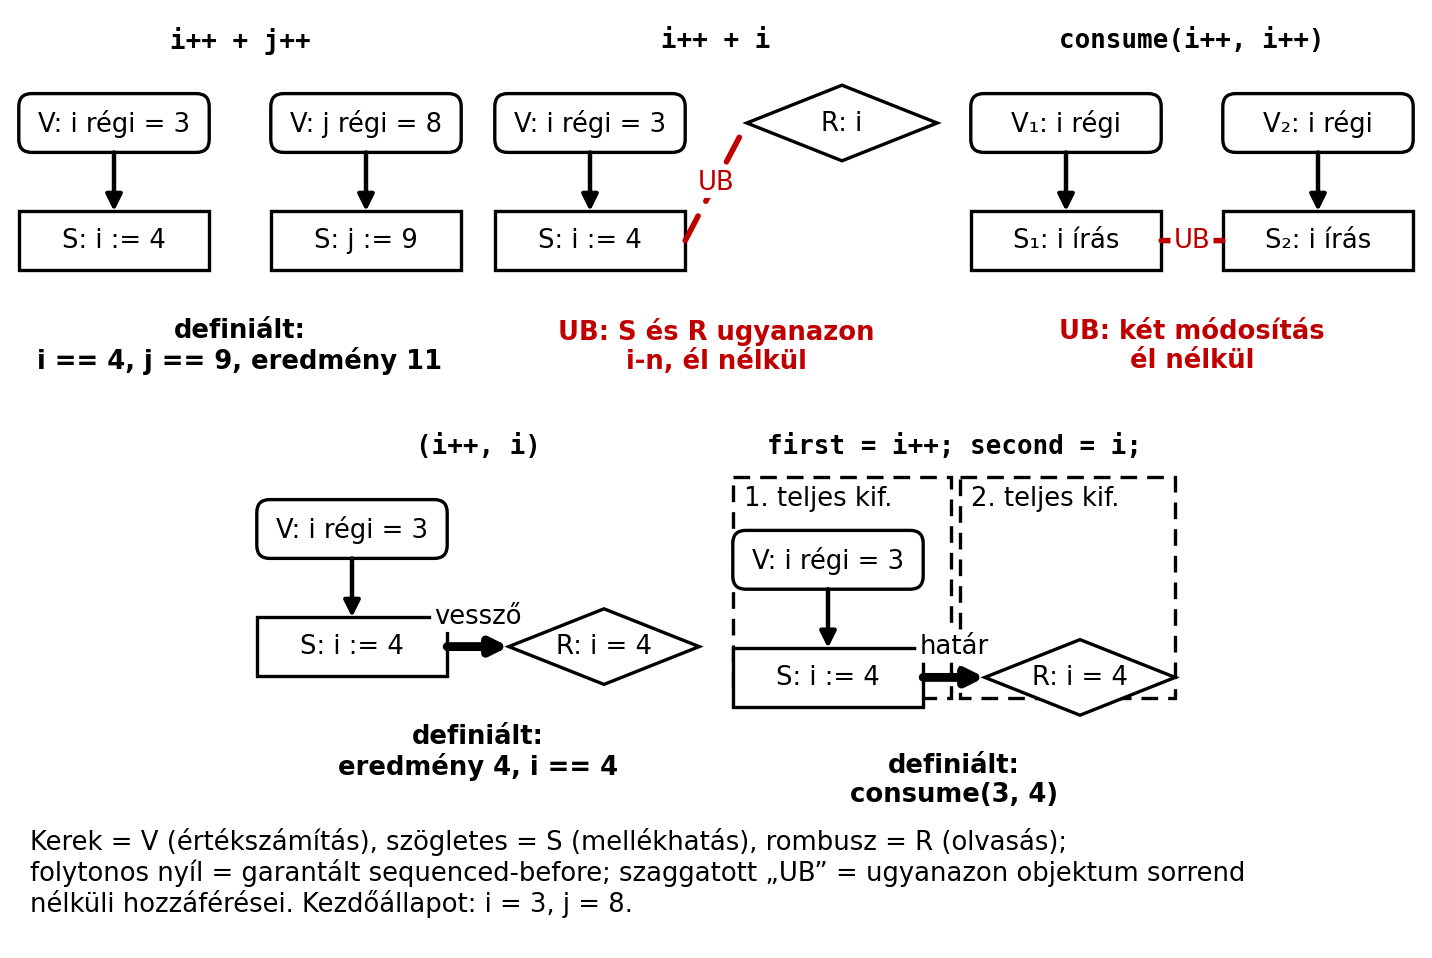 i++ + j++
V: i régi = 3
V: j régi = 8
S: i := 4
S: j := 9
definiált:
i == 4, j == 9, eredmény 11
i++ + i
V: i régi = 3
R: i
UB
S: i := 4
UB: S és R ugyanazon
i-n, él nélkül
consume(i++, i++)
V₁: i régi
V₂: i régi
S₁: i írás
UB
S₂: i írás
UB: két módosítás
él nélkül
(i++, i)
V: i régi = 3
vessző
S: i := 4
R: i = 4
definiált:
eredmény 4, i == 4
first = i++; second = i;
1. teljes kif.
2. teljes kif.
V: i régi = 3
határ
S: i := 4
R: i = 4
definiált:
consume(3, 4)
Kerek = V (értékszámítás), szögletes = S (mellékhatás), rombusz = R (olvasás);
folytonos nyíl = garantált sequenced-before; szaggatott „UB” = ugyanazon objektum sorrend
nélküli hozzáférései. Kezdőállapot: i = 3, j = 8.